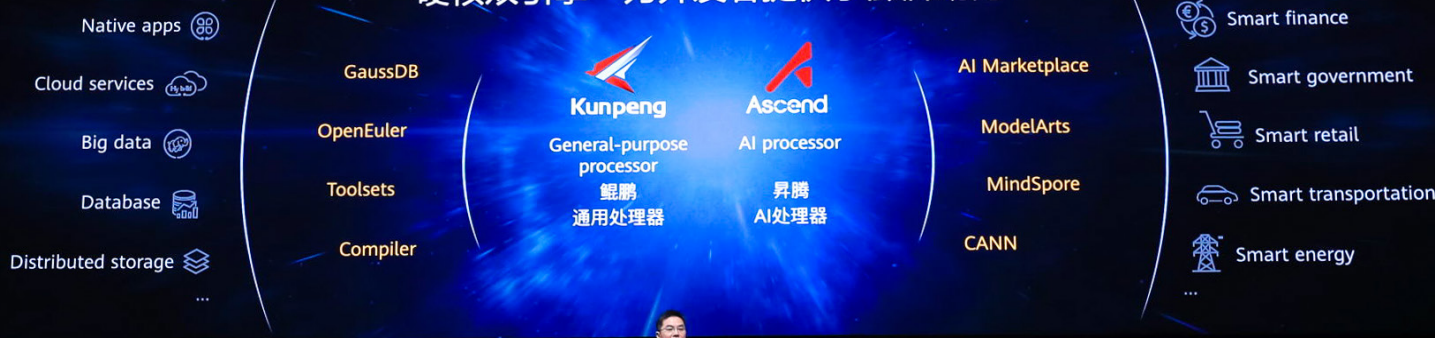 Native apps
Cloud services
Big data
Database
Distributed storage
...
GaussDB
OpenEuler
Toolsets
Compiler
Kunpeng
General-purpose
processor
鲲鹏
通用处理器
Ascend
AI processor
昇腾
AI处理器
AI Marketplace
ModelArts
MindSpore
CANN
Smart finance
Smart government
Smart retail
Smart transportation
Smart energy
...